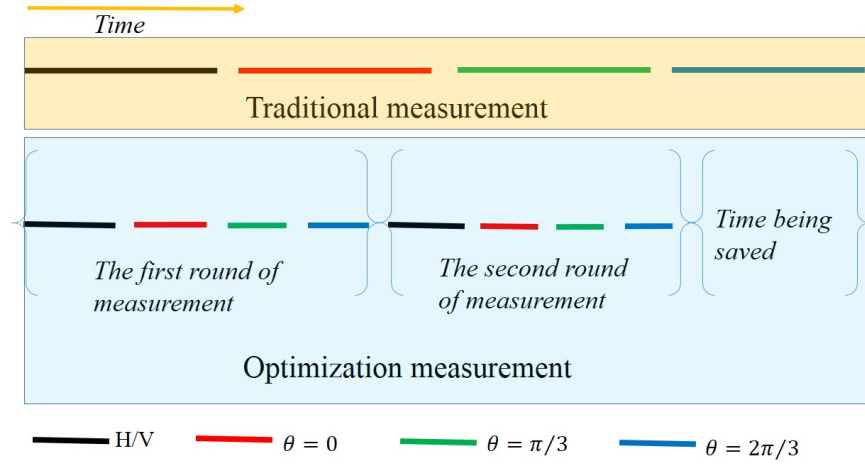 Time
Traditional measurement
The first round of
measurement
The second round
of measurement
Time being
saved
Optimization measurement
H/V
θ = 0
θ = π/3
θ = 2π/3